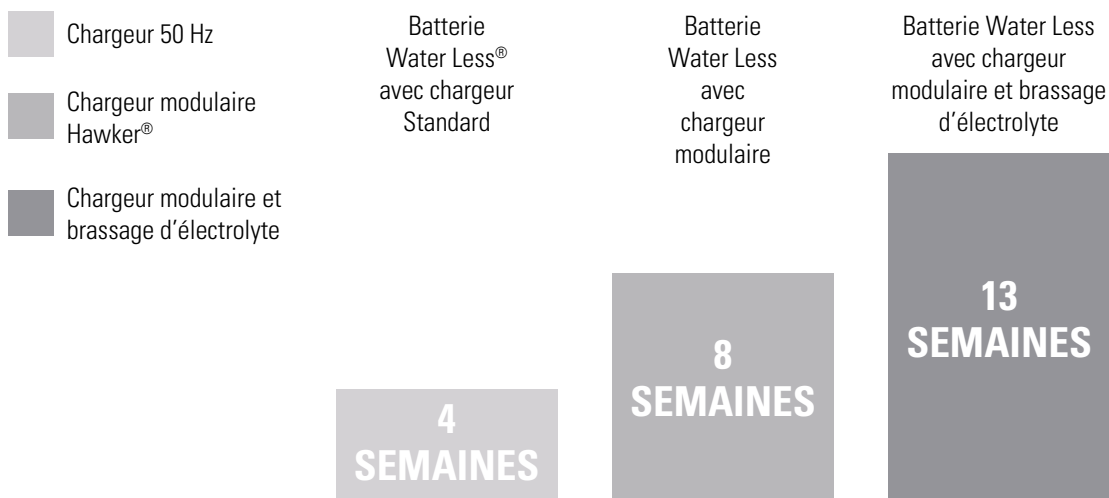 Chargeur 50 Hz
Chargeur modulaire
Hawker®
Chargeur modulaire et
brassage d’électrolyte
Batterie
Water Less®
avec chargeur
Standard
4
SEMAINES
Batterie
Water Less
avec
chargeur
modulaire
8
SEMAINES
Batterie Water Less
avec chargeur
modulaire et brassage
d’électrolyte
13
SEMAINES